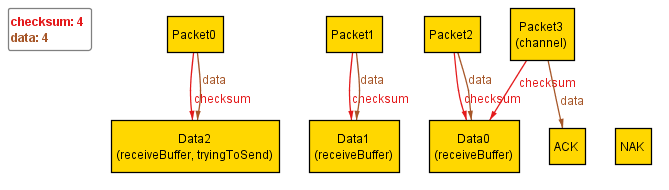 checksum: 4
data: 4
Packet0
Packet1
Packet2
Packet3
(channel)
data
data
data
checksum
data
checksum
checksum
checksum
Data2
(receiveBuffer, tryingToSend)
Data1
(receiveBuffer)
Data0
(receiveBuffer)
ACK
NAK